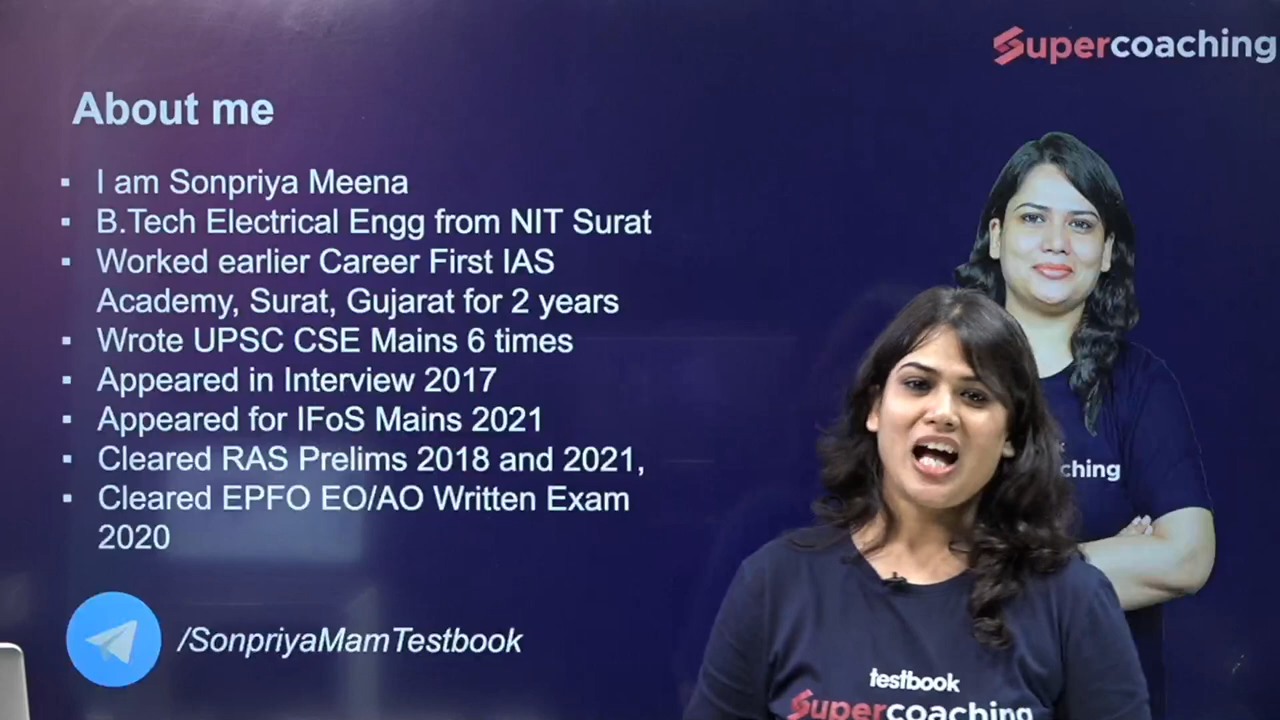 Supercoaching
About me
▪ I am Sonpriya Meena
▪ B.Tech Electrical Engg from NIT Surat
▪ Worked earlier Career First IAS
Academy, Surat, Gujarat for 2 years
▪ Wrote UPSC CSE Mains 6 times
▪ Appeared in Interview 2017
▪ Appeared for IFoS Mains 2021
▪ Cleared RAS Prelims 2018 and 2021,
▪ Cleared EPFO EO/AO Written Exam
2020
/SonpriyaMamTestbook
ching
testbook
Supercoaching